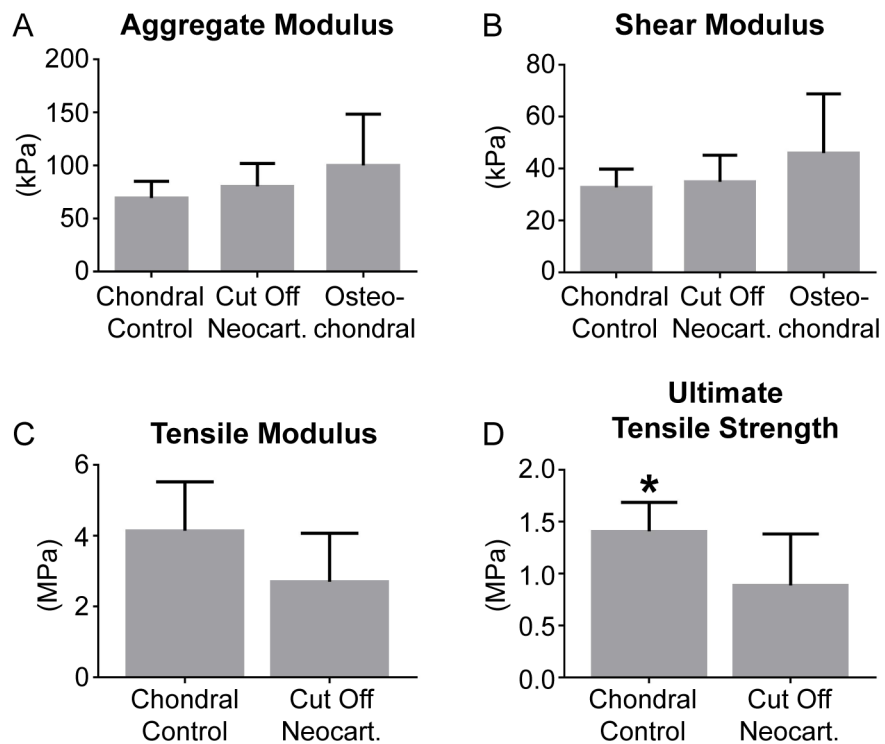 A
Aggregate Modulus
(kPa)
200
150
100
50
0
Chondral Control
Cut Off Neocart.
Osteo-
chondral
B
Shear Modulus
(kPa)
80
60
40
20
0
Chondral Control
Cut Off Neocart.
Osteo-
chondral
C
Tensile Modulus
(MPa)
6
4
2
0
Chondral Control
Cut Off Neocart.
D
Ultimate
Tensile Strength
(MPa)
2.0
1.5
1.0
0.5
0.0
*
Chondral Control
Cut Off Neocart.